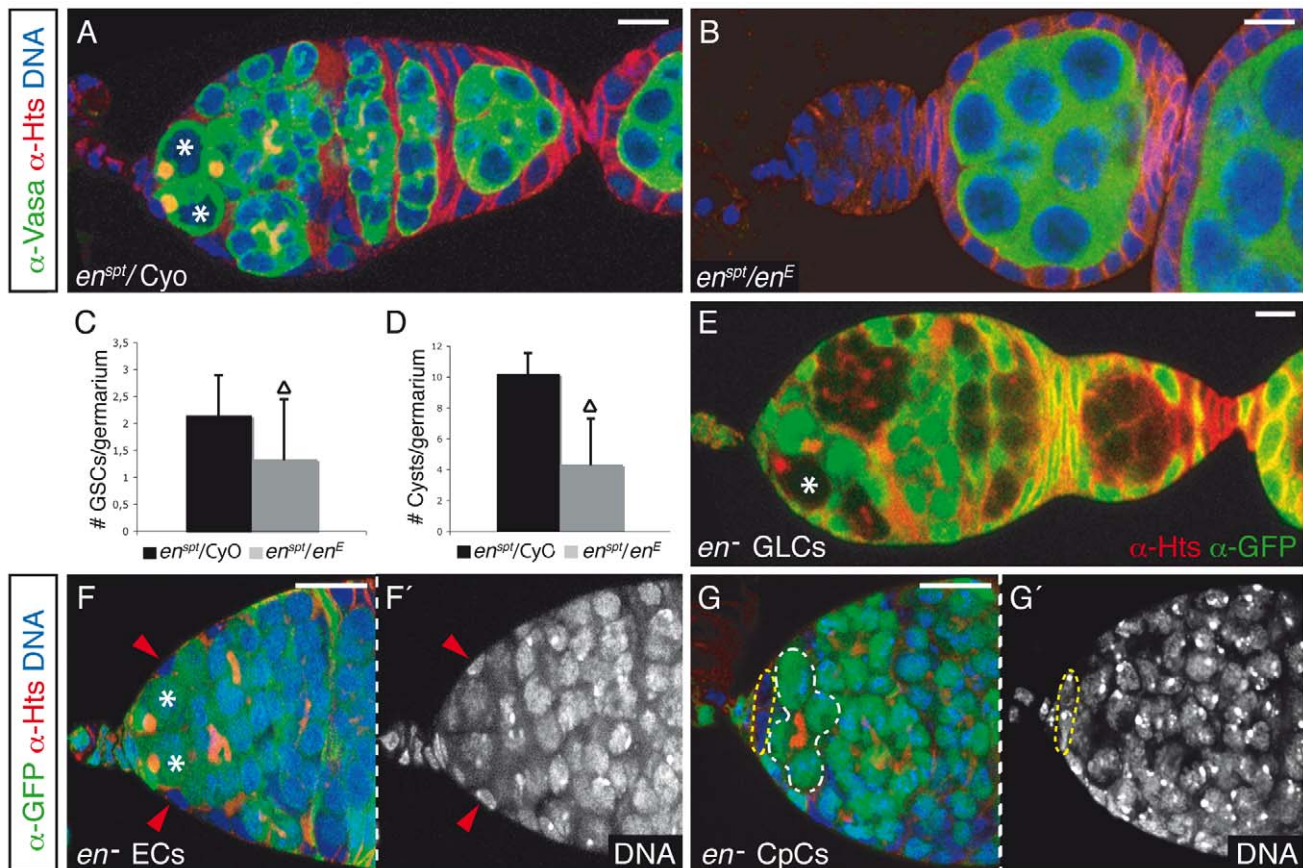 α-Vasa α-Hts DNA
A
en^spt/Cyo
B
en^spt/en^E
C
# GSCs/germarium
3,5
3
2,5
2
1,5
1
0,5
0
Δ
en^spt/CyO en^spt/en^E
D
# Cysts/germarium
12
10
8
6
4
2
0
Δ
en^spt/CyO en^spt/en^E
E
*
en- GLCs
α-Hts α-GFP
α-GFP α-Hts DNA
F
en- ECs
F´
DNA
G
en- CpCs
G´
DNA